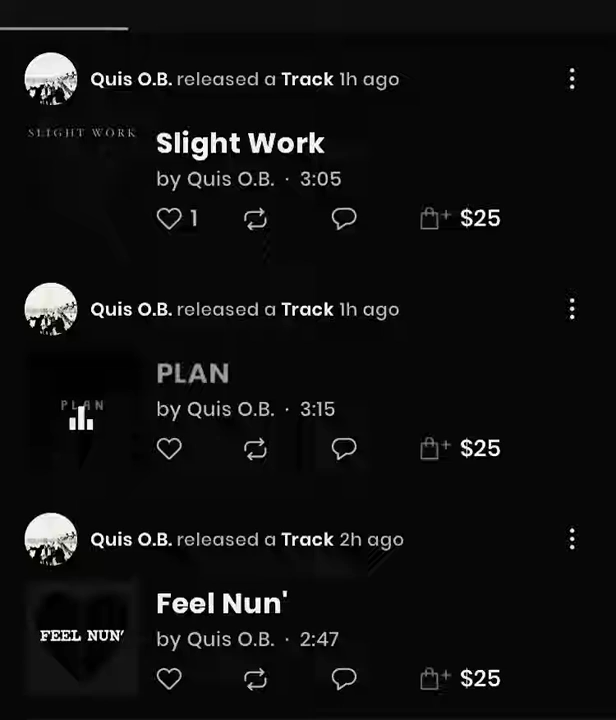 Quis O.B. released a Track 1h ago
SLIGHT WORK
Slight Work
by Quis O.B. · 3:05
1
$25
Quis O.B. released a Track 1h ago
PLAN
PLAN
by Quis O.B. · 3:15
$25
Quis O.B. released a Track 2h ago
Feel Nun'
FEEL NUN'
by Quis O.B. · 2:47
$25